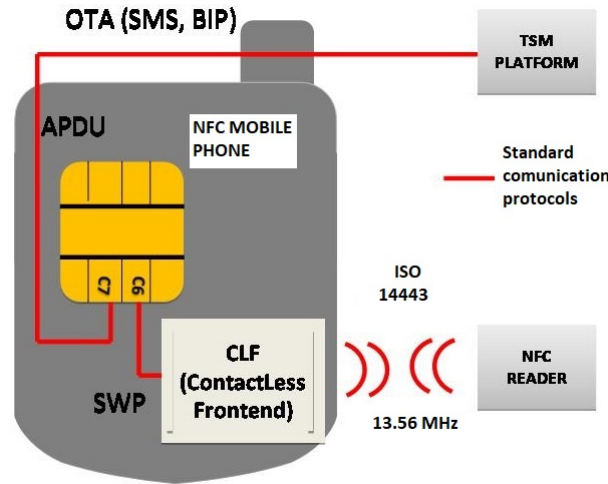 OTA (SMS, BIP)
TSM
PLATFORM
APDU
NFC MOBILE
PHONE
Standard
comunication
protocols
C7
C6
ISO
14443
CLF
(ContactLess
Frontend)
SWP
NFC
READER
13.56 MHz